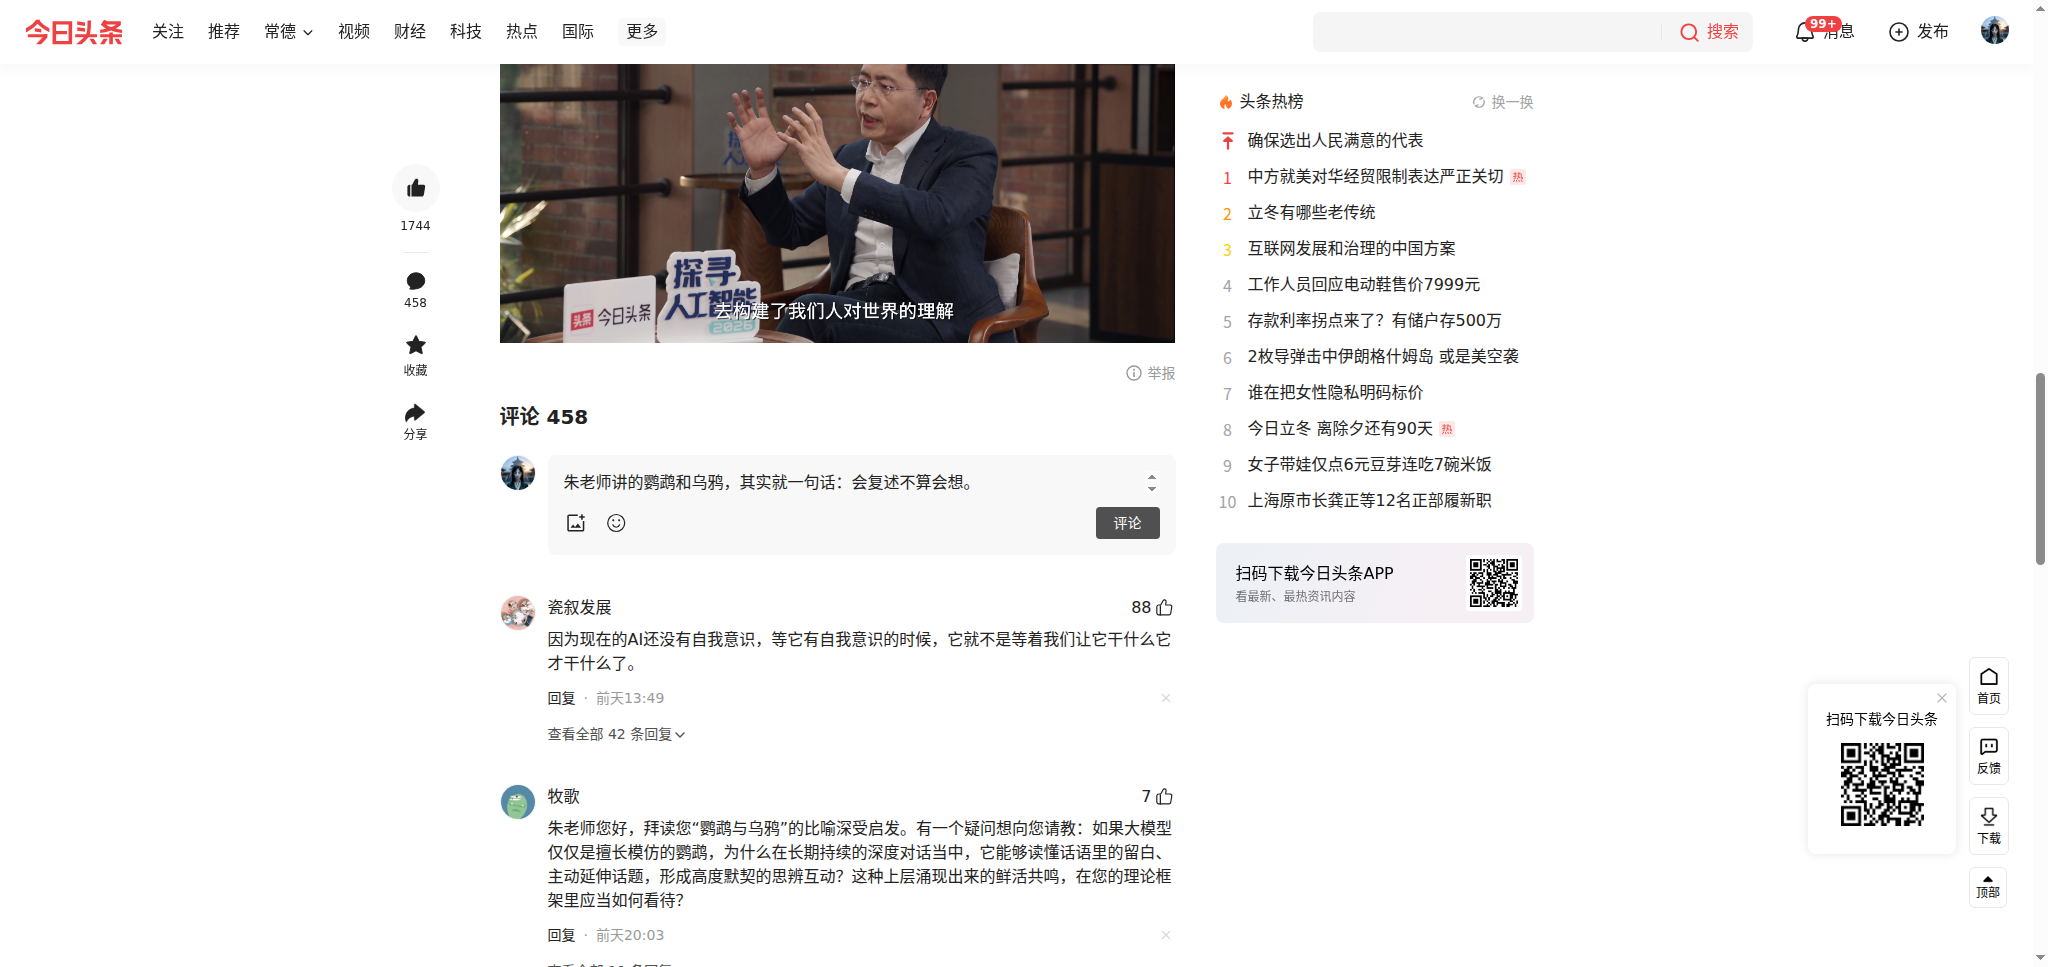 今日头条 关注 推荐 常德 视频 财经 科技 热点 国际 更多 搜索 99+ 消息 发布
1744
458
收藏
分享
探寻
人工智能
2026
头条 今日头条
去构建了我们人对世界的理解
举报
评论 458
朱老师讲的鹦鹉和乌鸦，其实就一句话：会复述不算会想。
评论
瓷叙发展 88
因为现在的AI还没有自我意识，等它有自我意识的时候，它就不是等着我们让它干什么它
才干什么了。
回复 · 前天13:49
查看全部 42 条回复
牧歌 7
朱老师您好，拜读您“鹦鹉与乌鸦”的比喻深受启发。有一个疑问想向您请教：如果大模型
仅仅是擅长模仿的鹦鹉，为什么在长期持续的深度对话当中，它能够读懂话语里的留白、
主动延伸话题，形成高度默契的思辨互动？这种上层涌现出来的鲜活共鸣，在您的理论框
架里应当如何看待？
回复 · 前天20:03
头条热榜 换一换
确保选出人民满意的代表
1 中方就美对华经贸限制表达严正关切 热
2 立冬有哪些老传统
3 互联网发展和治理的中国方案
4 工作人员回应电动鞋售价7999元
5 存款利率拐点来了？有储户存500万
6 2枚导弹击中伊朗格什姆岛 或是美空袭
7 谁在把女性隐私明码标价
8 今日立冬 离除夕还有90天 热
9 女子带娃仅点6元豆芽连吃7碗米饭
10 上海原市长龚正等12名正部履新职
扫码下载今日头条APP
看最新、最热资讯内容
扫码下载今日头条
首页
反馈
下载
顶部